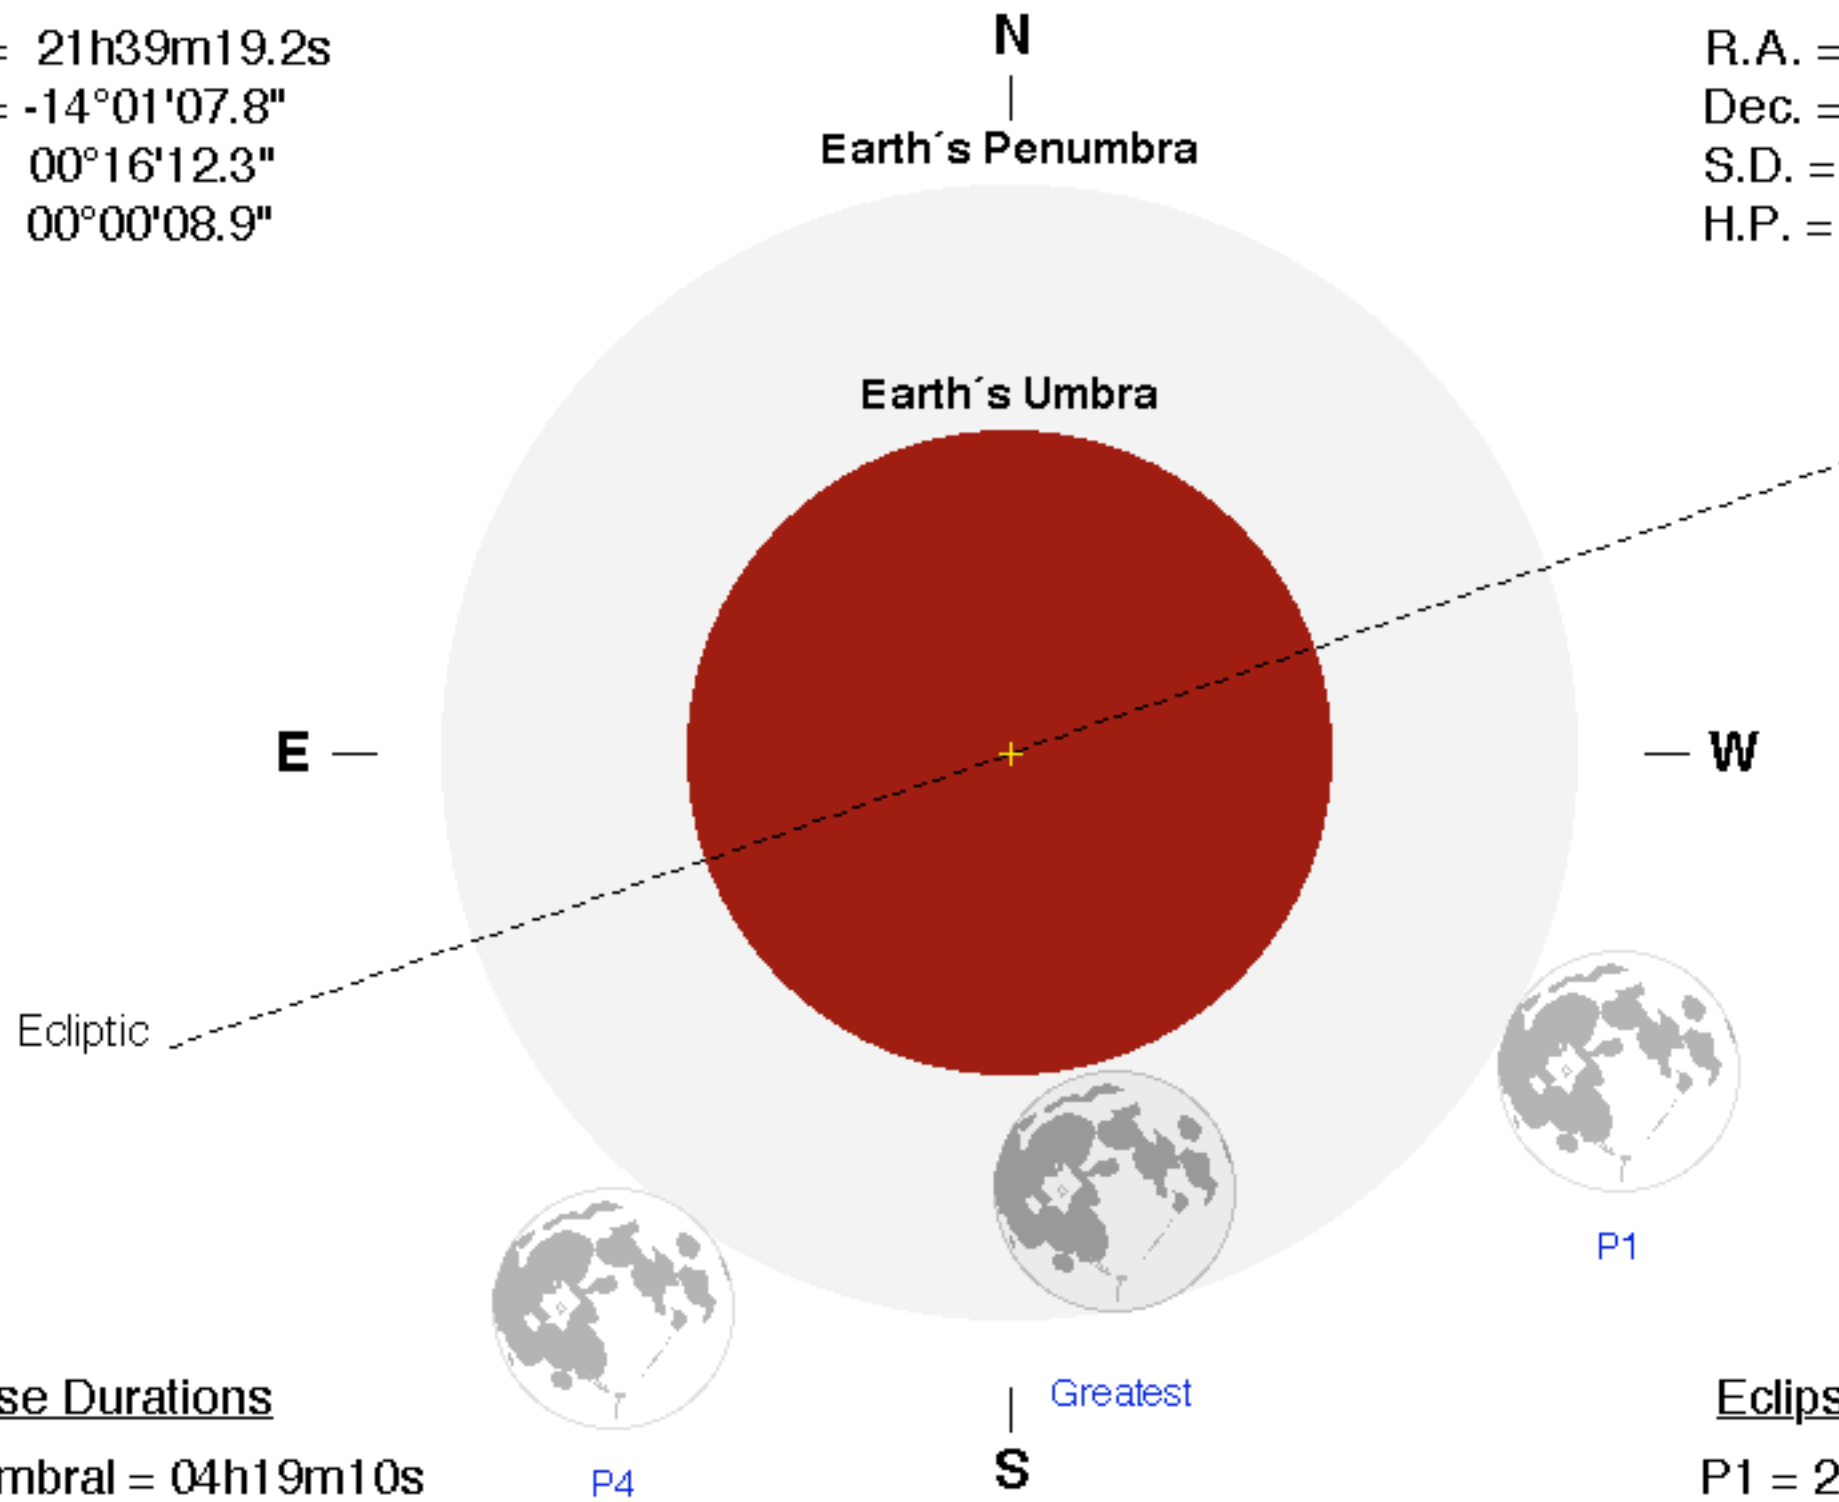 = 21h39m19.2s
= -14°01'07.8"
00°16'12.3"
00°00'08.9"
N
Earth´s Penumbra
R.A. =
Dec. =
S.D. =
H.P. =
Earth´s Umbra
E
W
Ecliptic
P1
Greatest
S
P4
se Durations
mbral = 04h19m10s
Eclips
P1 = 2